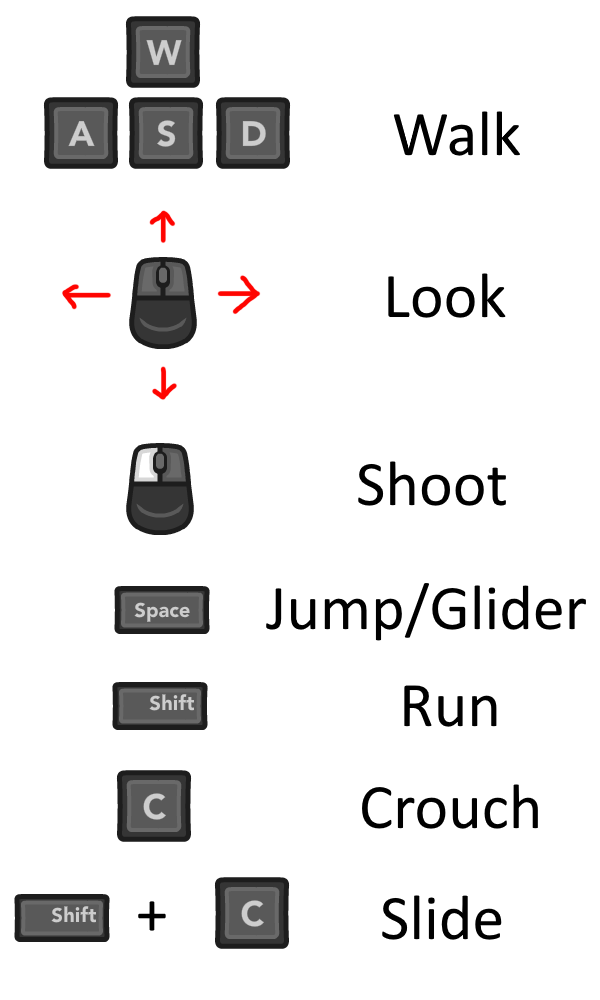 W
A S D Walk
Look
Shoot
Space Jump/Glider
Shift Run
C Crouch
Shift + C Slide